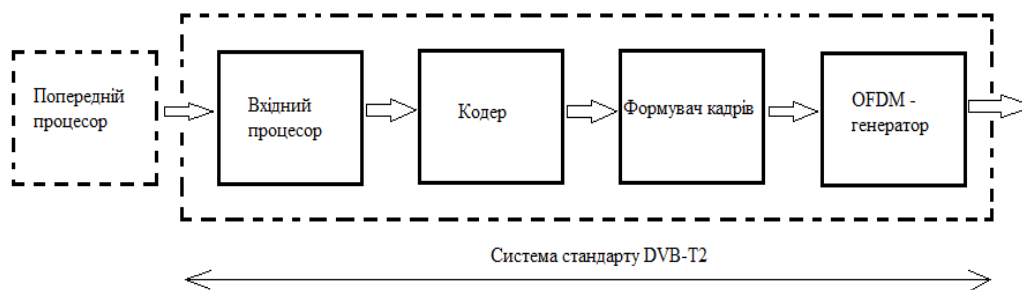 Попередній
процесор
Вхідний
процесор
Кодер
Формувач кадрів
OFDM -
генератор
Система стандарту DVB-T2